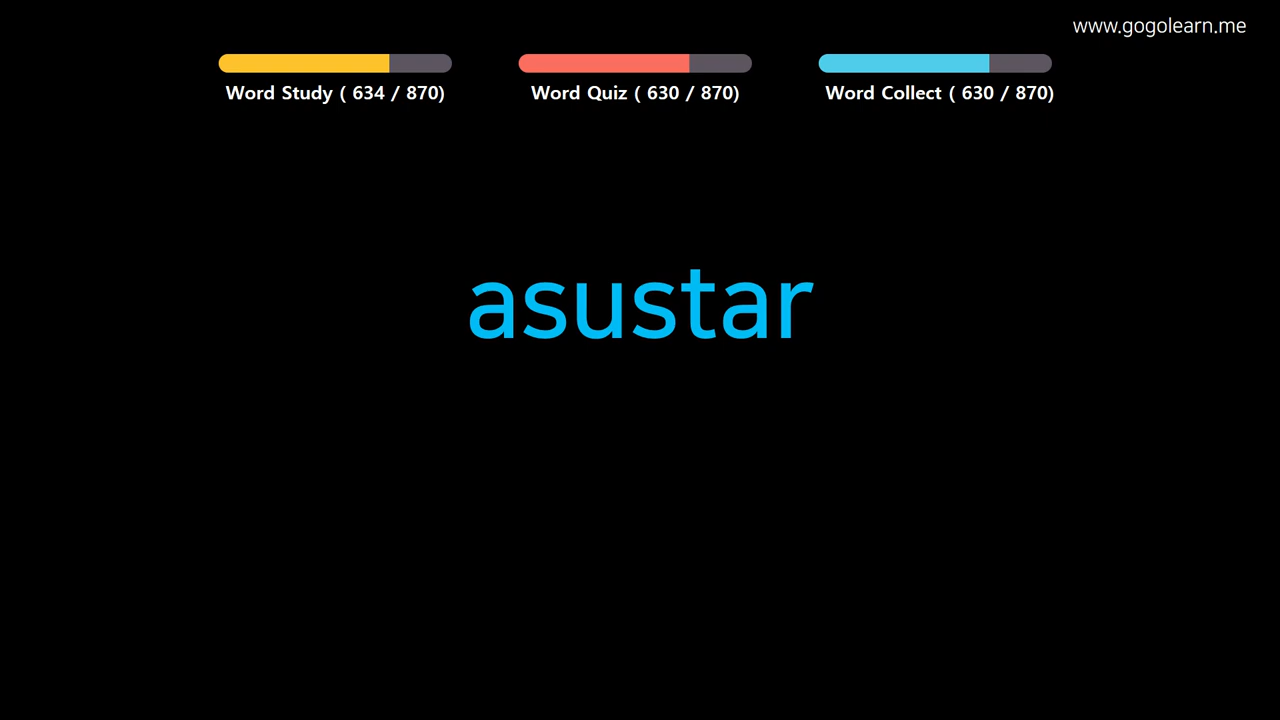 www.gogolearn.me
Word Study ( 634 / 870)
Word Quiz ( 630 / 870)
Word Collect ( 630 / 870)
asustar